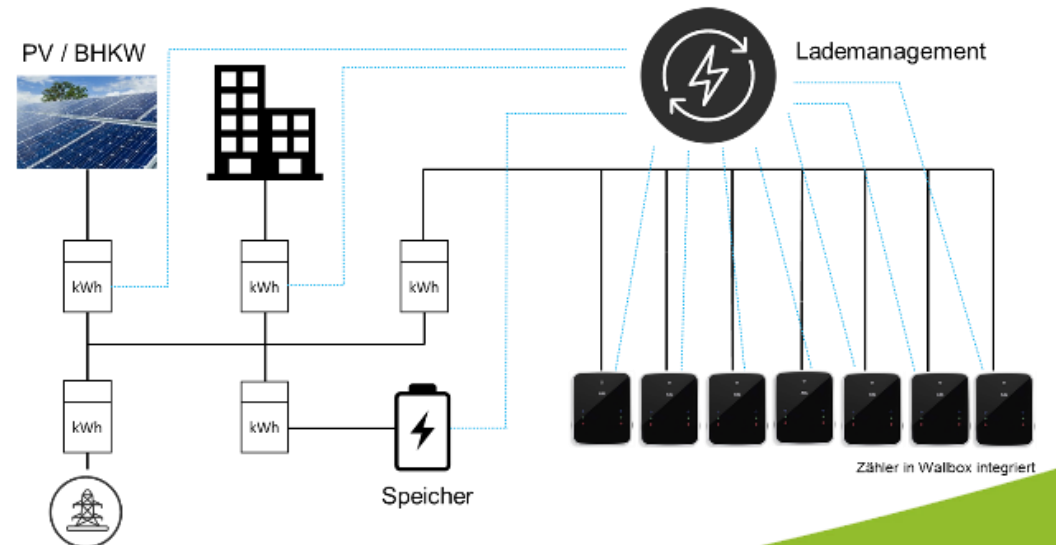 PV / BHKW
Lademanagement
kWh
kWh
kWh
kWh
kWh
Speicher
Zähler in Wallbox integriert